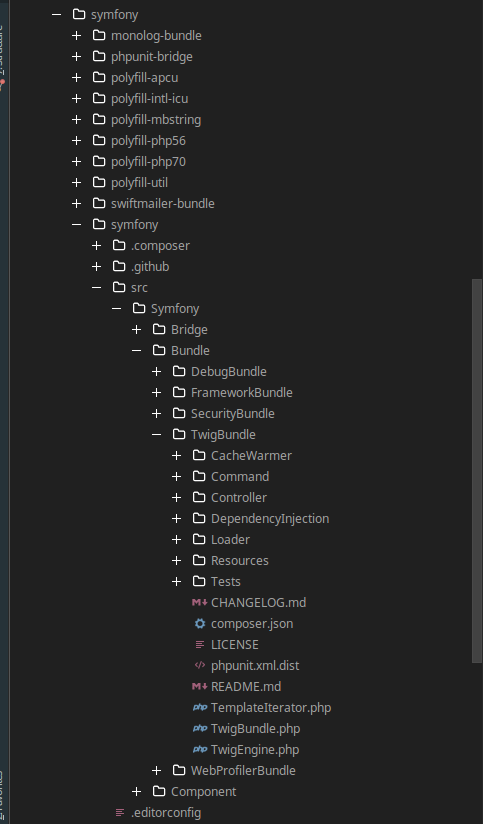 symfony
monolog-bundle
phpunit-bridge
polyfill-apcu
polyfill-intl-icu
polyfill-mbstring
polyfill-php56
polyfill-php70
polyfill-util
swiftmailer-bundle
symfony
.composer
.github
src
Symfony
Bridge
Bundle
DebugBundle
FrameworkBundle
SecurityBundle
TwigBundle
CacheWarmer
Command
Controller
DependencyInjection
Loader
Resources
Tests
CHANGELOG.md
composer.json
LICENSE
phpunit.xml.dist
README.md
php TemplateIterator.php
php TwigBundle.php
php TwigEngine.php
WebProfilerBundle
Component
.editorconfig